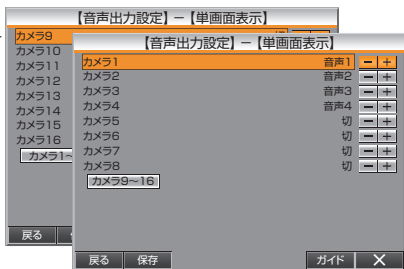 【音声出力設定】－【単画面表示】
カメラ9
カメラ10
カメラ11
カメラ12
カメラ13
カメラ14
カメラ15
カメラ16
カメラ1～
戻る
【音声出力設定】－【単画面表示】
カメラ1 音声1 － ＋
カメラ2 音声2 － ＋
カメラ3 音声3 － ＋
カメラ4 音声4 － ＋
カメラ5 切 － ＋
カメラ6 切 － ＋
カメラ7 切 － ＋
カメラ8 切 － ＋
カメラ9～16
戻る 保存 ガイド ×